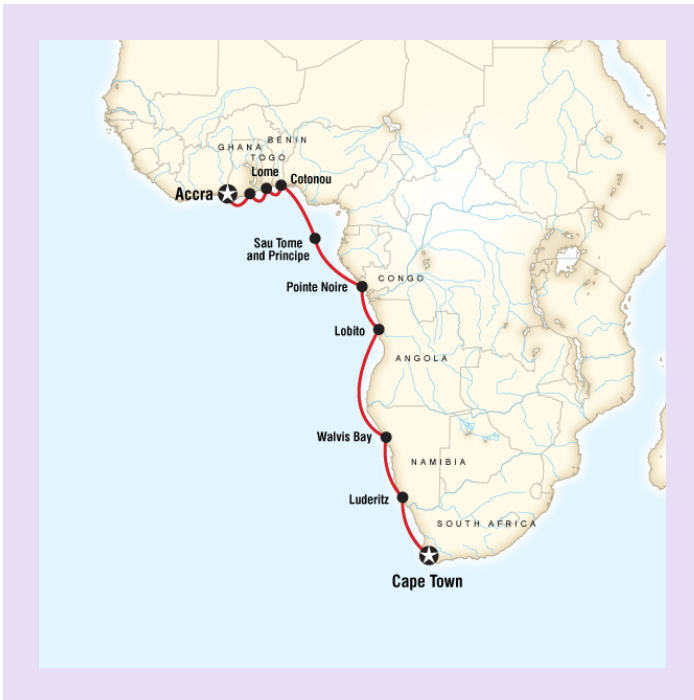 BENIN
GHANA
TOGO
Lome
Cotonou
Accra
Sau Tome
and Principe
CONGO
Pointe Noire
Lobito
ANGOLA
Walvis Bay
NAMIBIA
Luderitz
SOUTH AFRICA
Cape Town